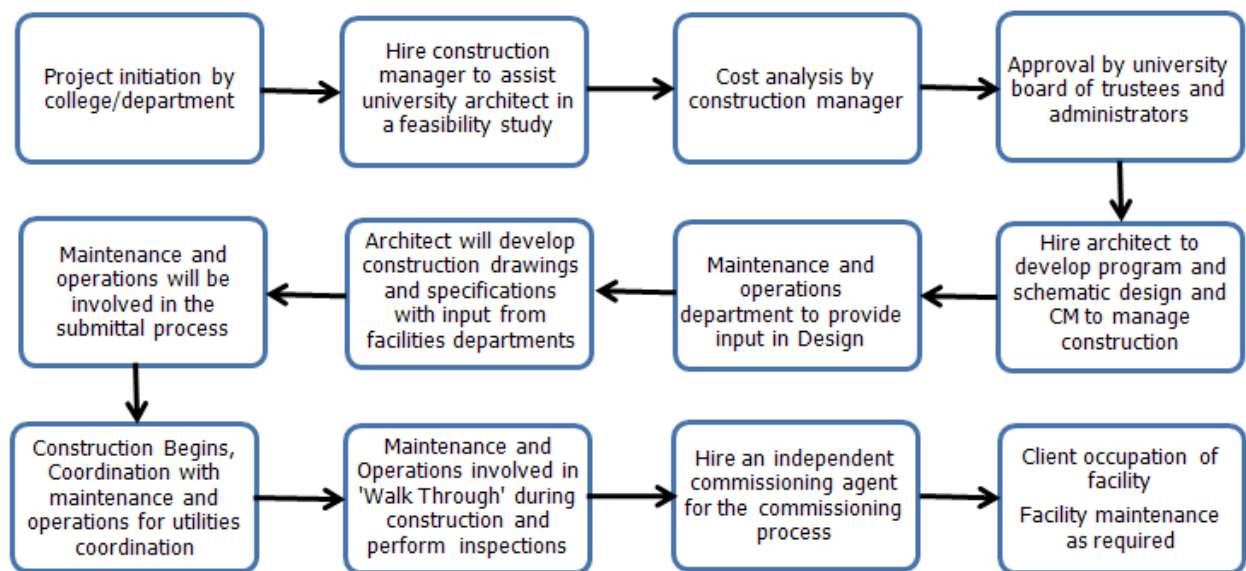 Project initiation by
college/department
Hire construction
manager to assist
university architect in
a feasibility study
Cost analysis by
construction manager
Approval by university
board of trustees and
administrators
Hire architect to
develop program and
schematic design and
CM to manage
construction
Maintenance and
operations
department to provide
input in Design
Architect will develop
construction drawings
and specifications
with input from
facilities departments
Maintenance and
operations will be
involved in the
submittal process
Construction Begins,
Coordination with
maintenance and
operations for utilities
coordination
Maintenance and
Operations involved in
'Walk Through' during
construction and
perform inspections
Hire an independent
commissioning agent
for the commissioning
process
Client occupation of
facility
Facility maintenance
as required